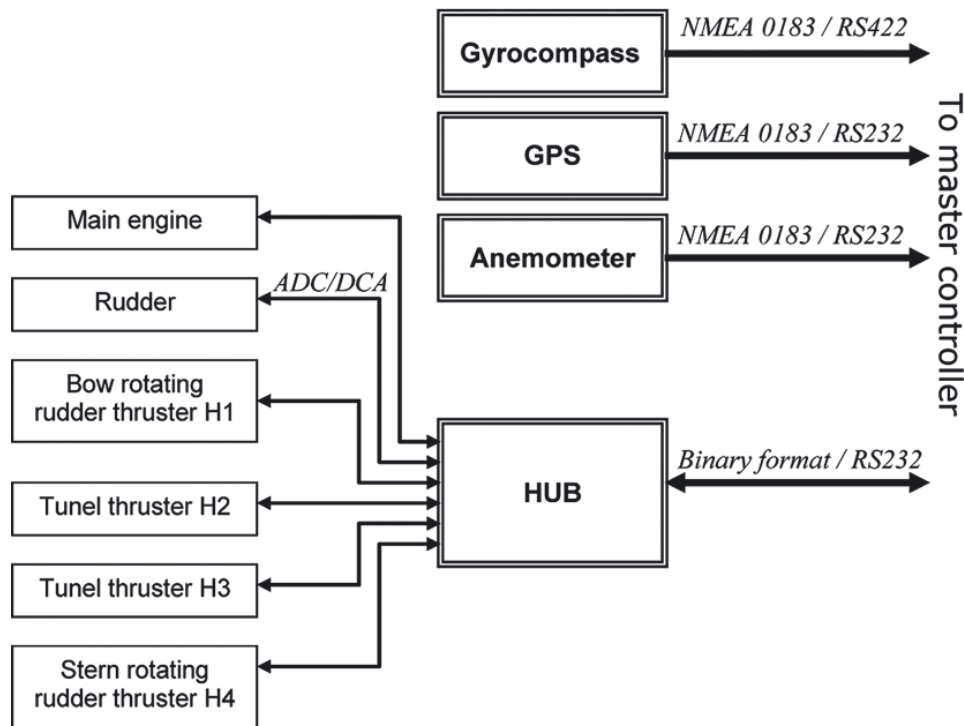 Gyrocompass
NMEA 0183 / RS422
GPS
NMEA 0183 / RS232
Anemometer
NMEA 0183 / RS232
To master controller
Main engine
Rudder
ADC/DCA
Bow rotating
rudder thruster H1
Tunel thruster H2
Tunel thruster H3
Stern rotating
rudder thruster H4
HUB
Binary format / RS232